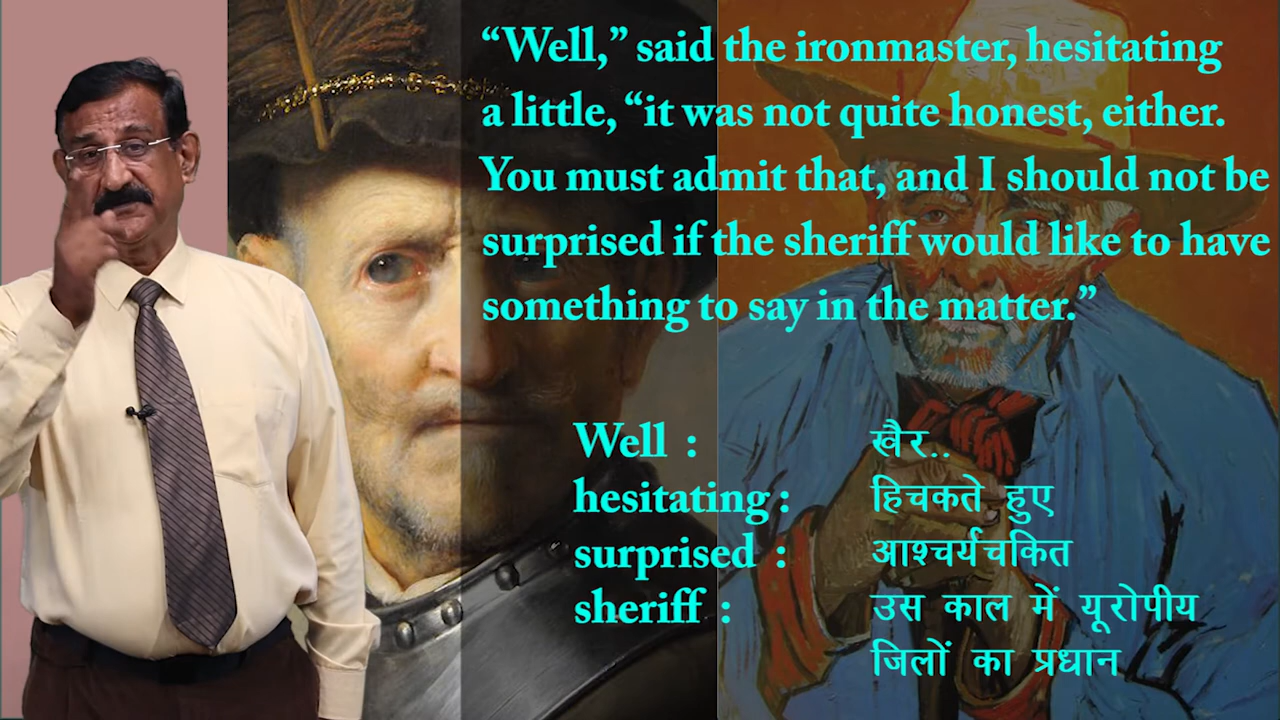 “Well,” said the ironmaster, hesitating
a little, “it was not quite honest, either.
You must admit that, and I should not be
surprised if the sheriff would like to have
something to say in the matter.”
Well : खैर..
hesitating : हिचकते हुए
surprised : आश्चर्यचकित
sheriff : उस काल में यूरोपीय
जिलों का प्रधान